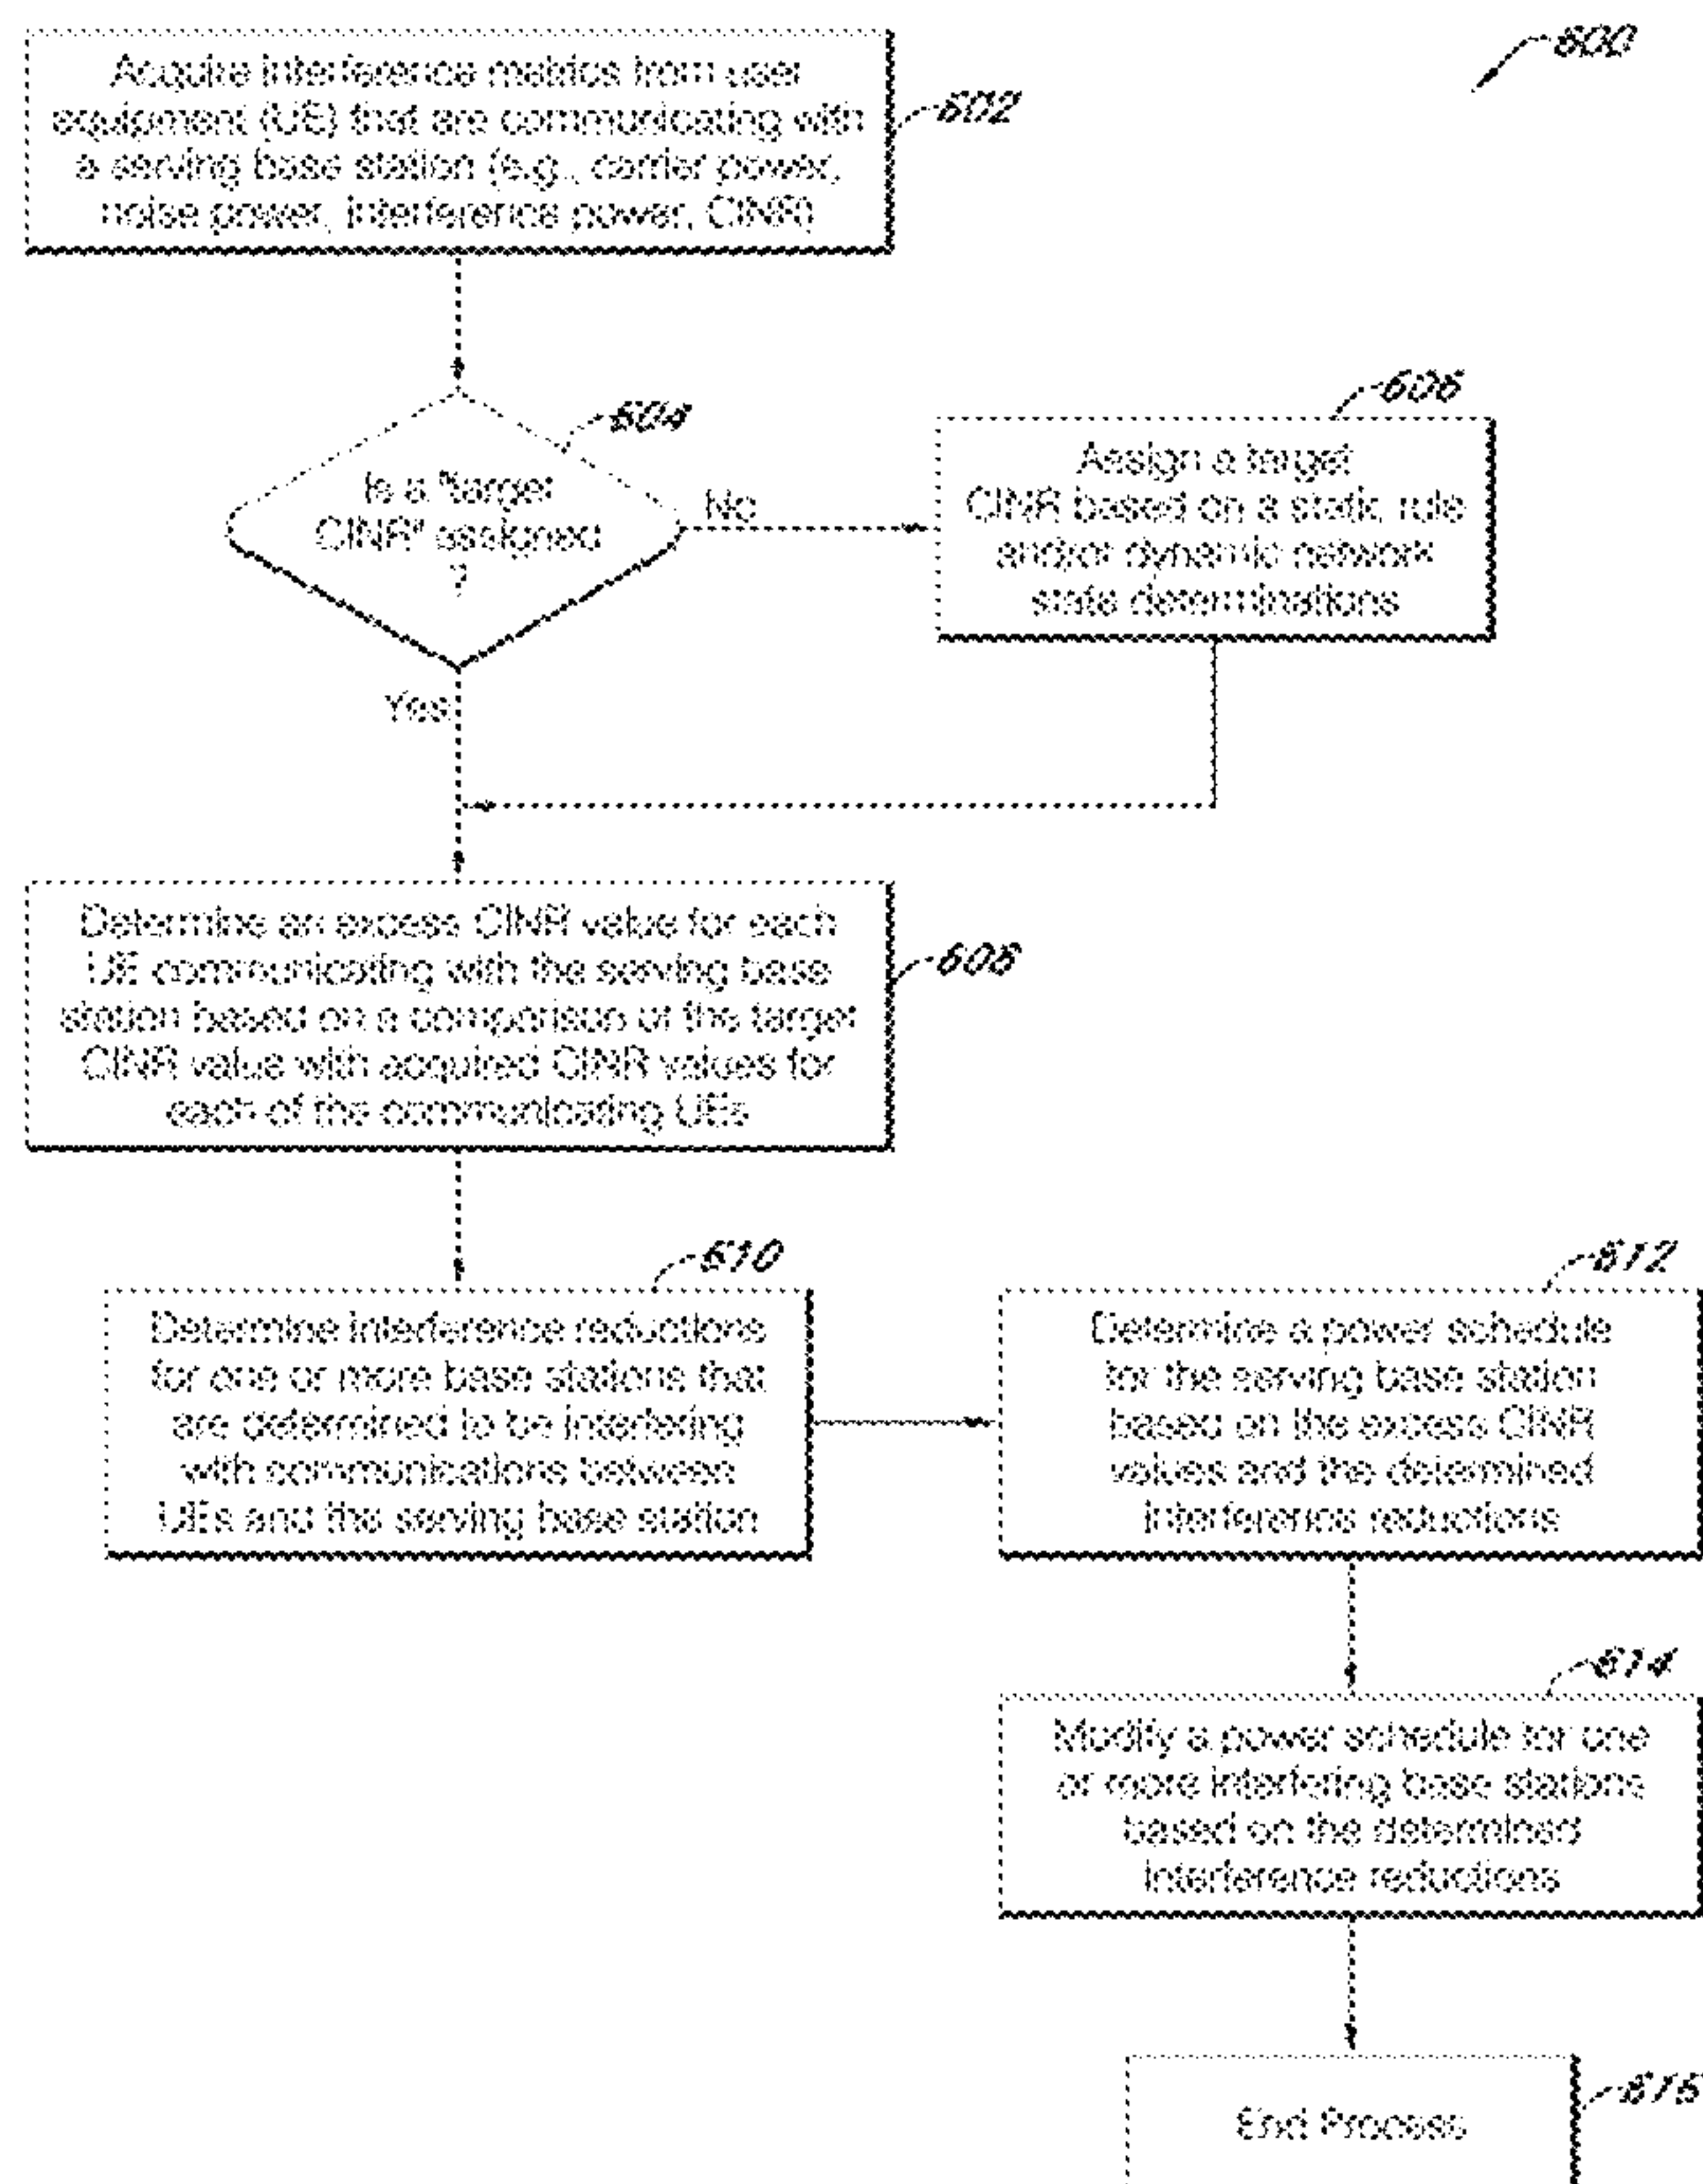 600
Acquire interference metrics from user
equipment (UE) that are communicating with
a serving base station (e.g., carrier power,
noise power, interference power, CINR)
602
604
Is a "target
CINR" assigned
?
No
606
Assign a target
CINR based on a static rule
and/or dynamic network
state determinations
Yes
Determine an excess CINR value for each
UE communicating with the serving base
station based on a comparison of the target
CINR value with acquired CINR values for
each of the communicating UEs
608
610
Determine interference reductions
for one or more base stations that
are determined to be interfering
with communications between
UEs and the serving base station
612
Determine a power schedule
for the serving base station
based on the excess CINR
values and the determined
interference reductions
614
Modify a power schedule for one
or more interfering base stations
based on the determined
interference reductions
End Process
616